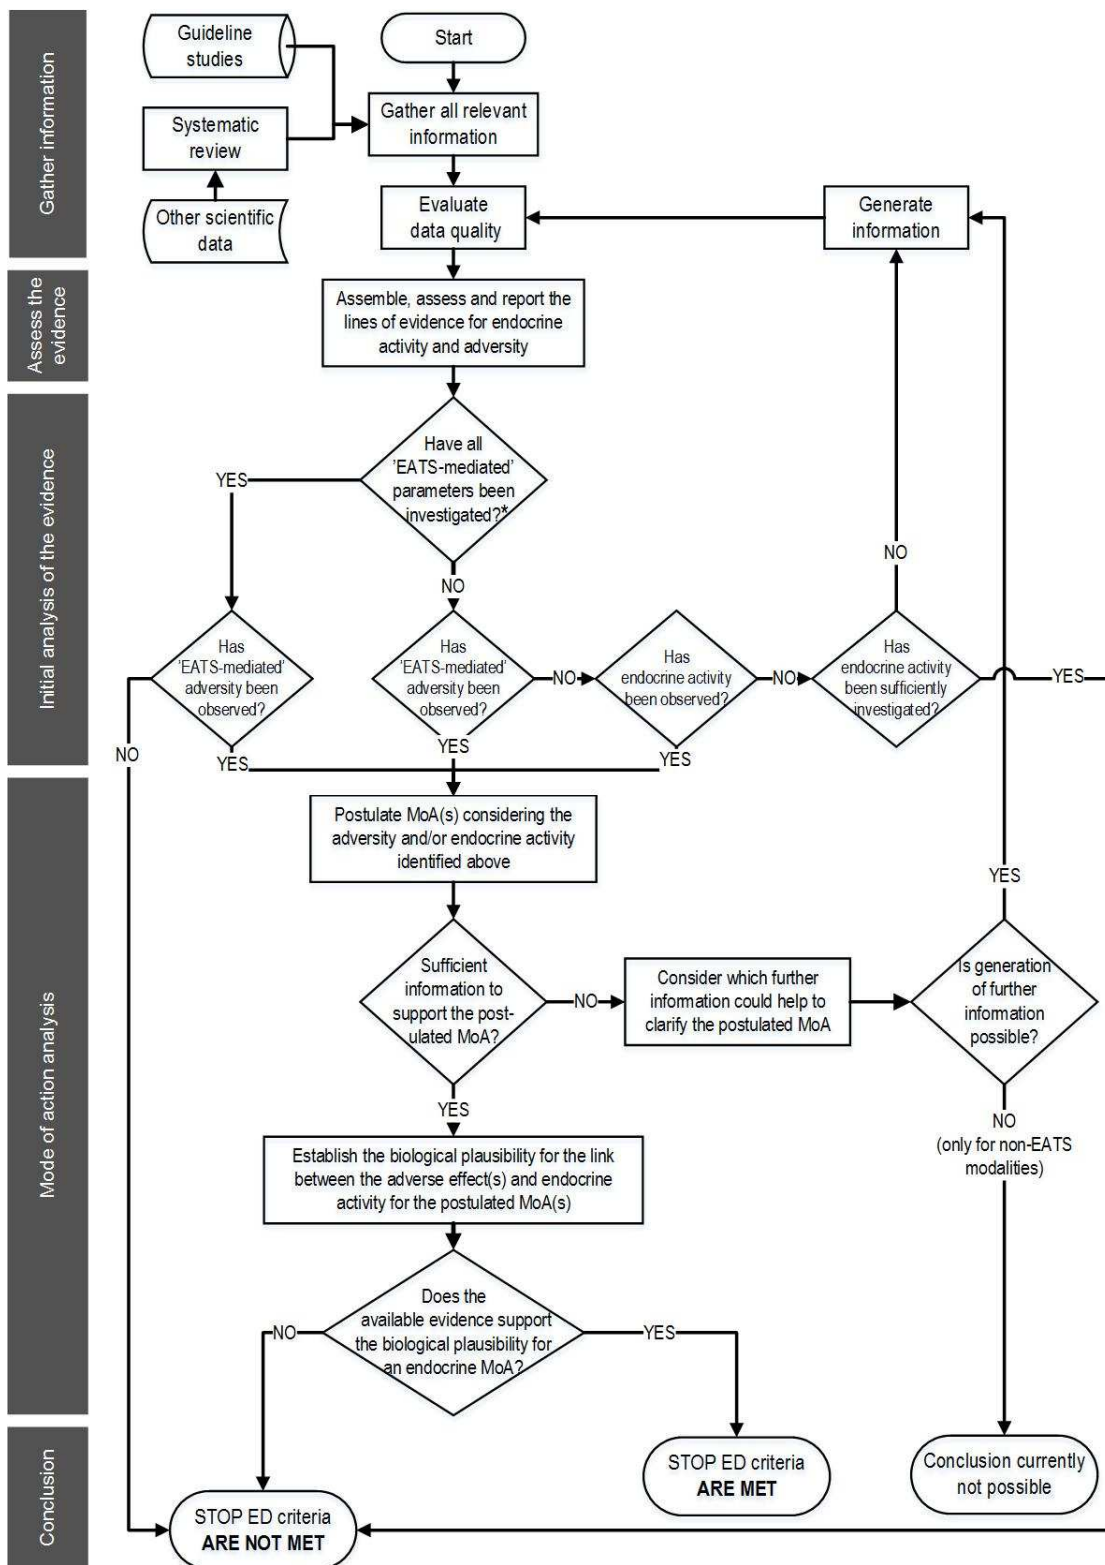 Gather information
Guideline
studies
Start
Systematic
review
Gather all relevant
information
Other scientific
data
Evaluate
data quality
Generate
information
Assess the
evidence
Assemble, assess and report the
lines of evidence for endocrine
activity and adversity
Initial analysis of the evidence
Have all
'EATS-mediated'
parameters been
investigated?*
YES
NO
NO
Has
'EATS-mediated'
adversity been
observed?
Has
'EATS-mediated'
adversity been
observed?
NO
Has
endocrine activity
been observed?
NO
Has
endocrine activity
been sufficiently
investigated?
YES
NO
YES
YES
YES
Mode of action analysis
Postulate MoA(s) considering the
adversity and/or endocrine activity
identified above
YES
Sufficient
information to
support the post-
ulated MoA?
NO
Consider which further
information could help to
clarify the postulated MoA
Is generation
of further
information
possible?
YES
NO
(only for non-EATS
modalities)
Establish the biological plausibility for the link
between the adverse effect(s) and endocrine
activity for the postulated MoA(s)
Does the
available evidence support
the biological plausibility for
an endocrine MoA?
NO
YES
Conclusion
STOP ED criteria
ARE NOT MET
STOP ED criteria
ARE MET
Conclusion currently
not possible